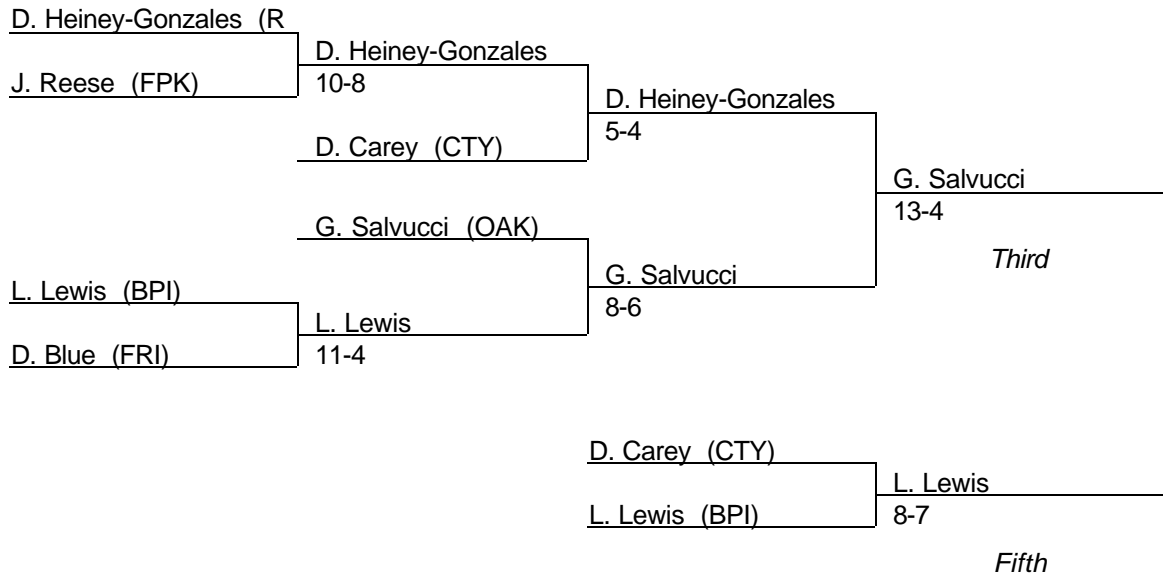 D. Heiney-Gonzales (R
D. Heiney-Gonzales
J. Reese (FPK)
10-8
D. Heiney-Gonzales
5-4
D. Carey (CTY)
G. Salvucci
13-4
G. Salvucci (OAK)
Third
G. Salvucci
L. Lewis (BPI)
8-6
L. Lewis
D. Blue (FRI)
11-4
D. Carey (CTY)
L. Lewis
L. Lewis (BPI)
8-7
Fifth